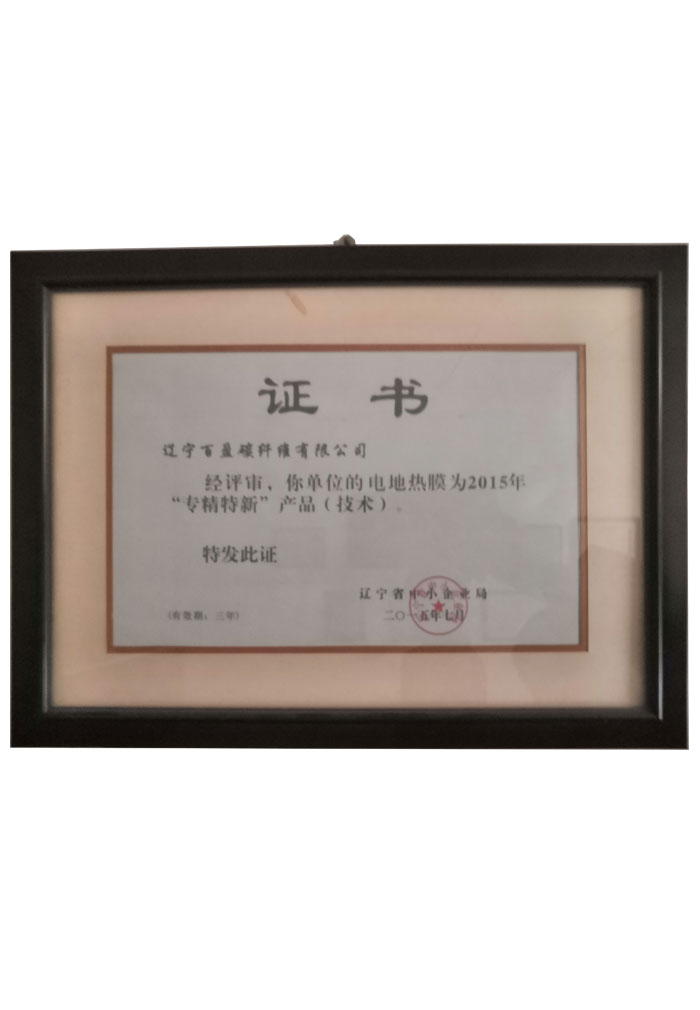 证 书
辽宁百盈碳纤维有限公司
经评审，你单位的电地热膜为2015年
“专精特新”产品（技术）。
特发此证
辽宁省中小企业局
（有效期：三年）
二〇一五年七月